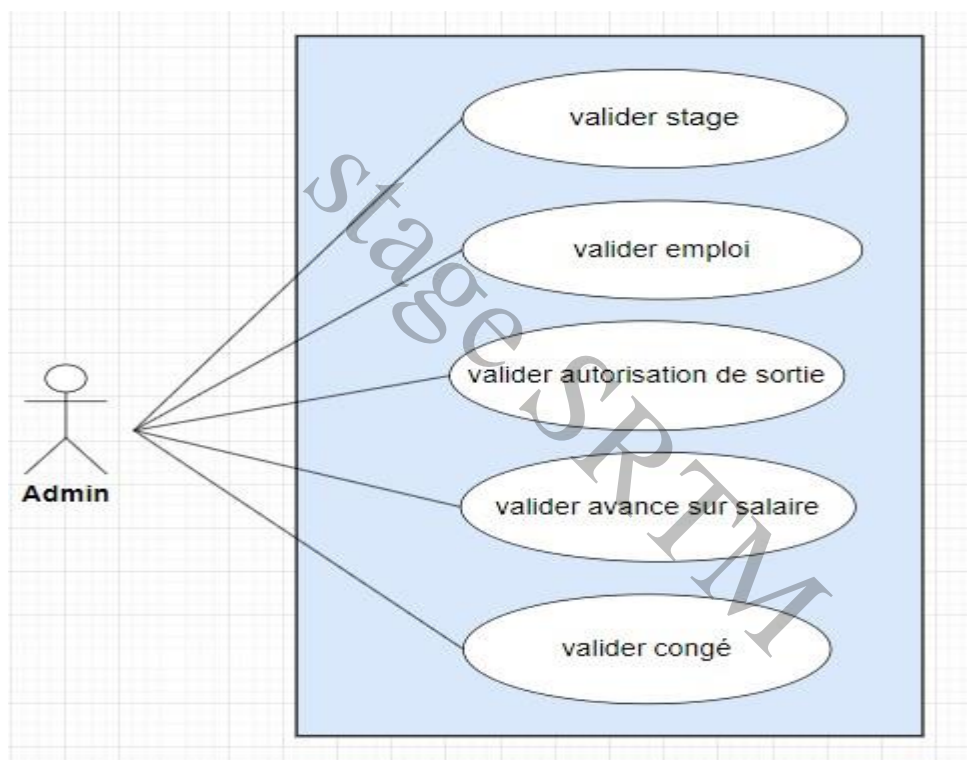 valider stage
valider emploi
valider autorisation de sortie
Admin
valider avance sur salaire
valider congé
stage SRTM